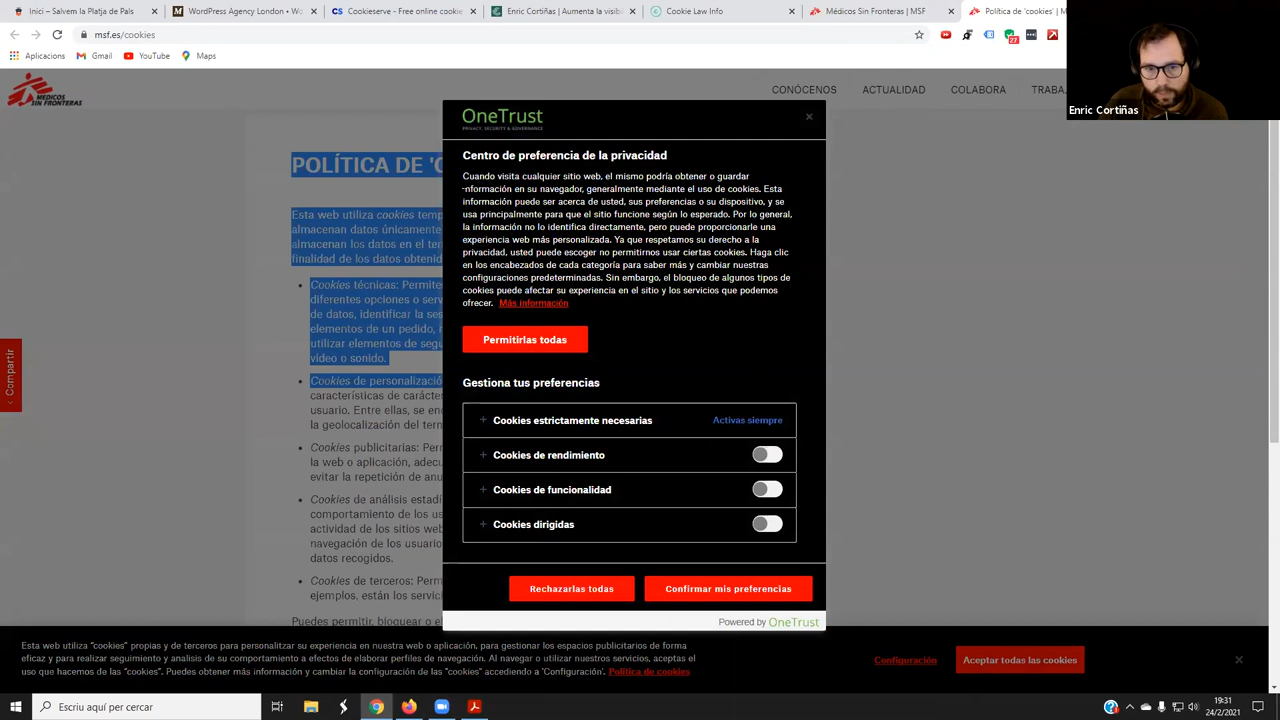 Inici – Salvem Les Platges de Pals
WordPress Agency London • Wo
Cookieserve - Free online cookie
Salvem Les Einetes | Aumenta la visibi
Cookie Law Info
Médicos Sin Fronteras | MSF
Política de 'cookies' | MSF
msf.es/cookies
27
Aplicacions
Gmail
YouTube
Maps
Enric Cortiñas
MEDICOS
SIN FRONTERAS
CONÓCENOS
ACTUALIDAD
COLABORA
TRABA
Compartir
POLÍTICA DE 'C
Esta web utiliza cookies temp
almacenan datos únicamente
almacenan los datos en el ter
finalidad de los datos obtenid
• Cookies técnicas: Permite
diferentes opciones o serv
de datos, identificar la ses
elementos de un pedido, r
utilizar elementos de segu
vídeo o sonido.
• Cookies de personalizació
características de carácte
usuario. Entre ellas, se en
la geolocalización del term
• Cookies publicitarias: Perm
la web o aplicación, adecu
evitar la repetición de anu
• Cookies de análisis estadí
comportamiento de los us
actividad de los sitios web
navegación de los usuario
datos recogidos.
• Cookies de terceros: Perm
ejemplos, están los servici
Puedes permitir, bloquear o el
OneTrust
PRIVACY, SECURITY & GOVERNANCE
Centro de preferencia de la privacidad
Cuando visita cualquier sitio web, el mismo podría obtener o guardar
información en su navegador, generalmente mediante el uso de cookies. Esta
información puede ser acerca de usted, sus preferencias o su dispositivo, y se
usa principalmente para que el sitio funcione según lo esperado. Por lo general,
la información no lo identifica directamente, pero puede proporcionarle una
experiencia web más personalizada. Ya que respetamos su derecho a la
privacidad, usted puede escoger no permitirnos usar ciertas cookies. Haga clic
en los encabezados de cada categoría para saber más y cambiar nuestras
configuraciones predeterminadas. Sin embargo, el bloqueo de algunos tipos de
cookies puede afectar su experiencia en el sitio y los servicios que podemos
ofrecer. Más información
Permitirlas todas
Gestiona tus preferencias
Cookies estrictamente necesarias
Activas siempre
Cookies de rendimiento
Cookies de funcionalidad
Cookies dirigidas
Rechazarlas todas
Confirmar mis preferencias
Powered by OneTrust
Esta web utiliza “cookies” propias y de terceros para personalizar su experiencia en nuestra web o aplicación, para gestionar los espacios publicitarios de forma
eficaz y para realizar seguimiento y analisis de su comportamiento a efectos de elaborar perfiles de navegación. Al navegar o utilizar nuestros servicios, aceptas el
uso que hacemos de las “cookies”. Puedes obtener más información y cambiar la configuración de las “cookies” accediendo a 'Configuración'. Política de cookies
Configuración
Aceptar todas las cookies
Escriu aquí per cercar
19:31
24/2/2021